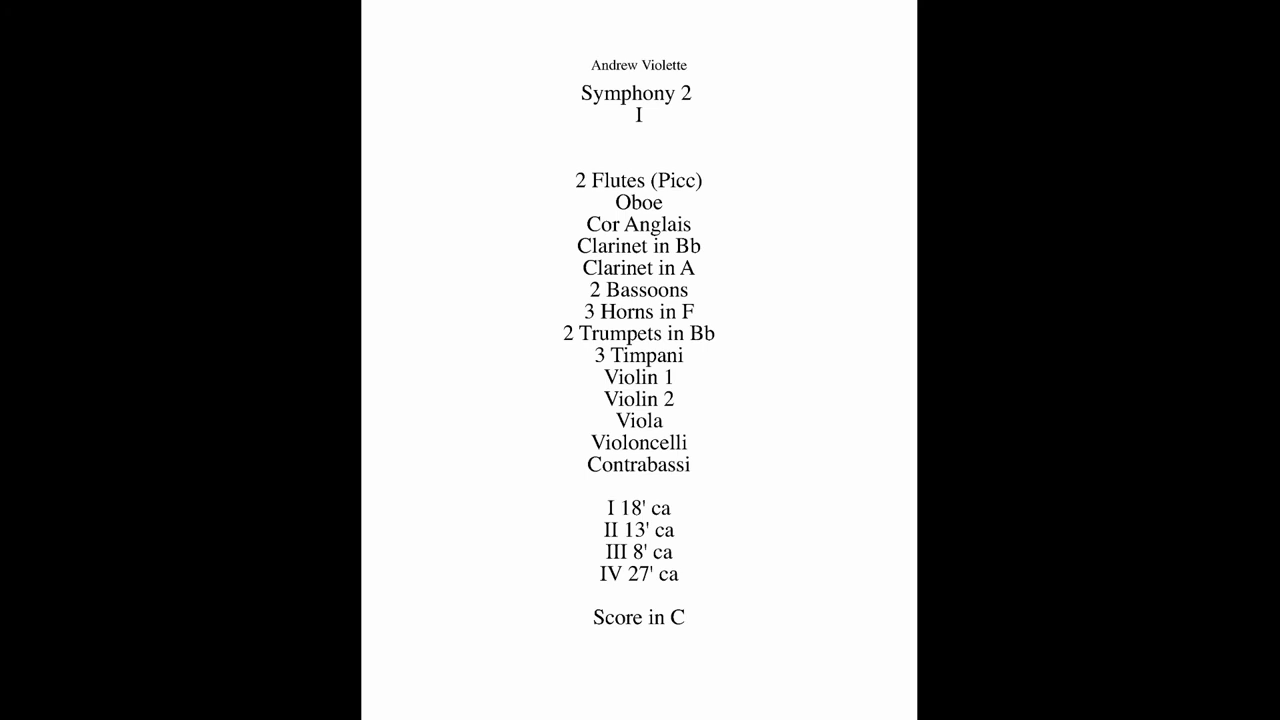 Andrew Violette
Symphony 2
I
2 Flutes (Picc)
Oboe
Cor Anglais
Clarinet in Bb
Clarinet in A
2 Bassoons
3 Horns in F
2 Trumpets in Bb
3 Timpani
Violin 1
Violin 2
Viola
Violoncelli
Contrabassi
I 18' ca
II 13' ca
III 8' ca
IV 27' ca
Score in C